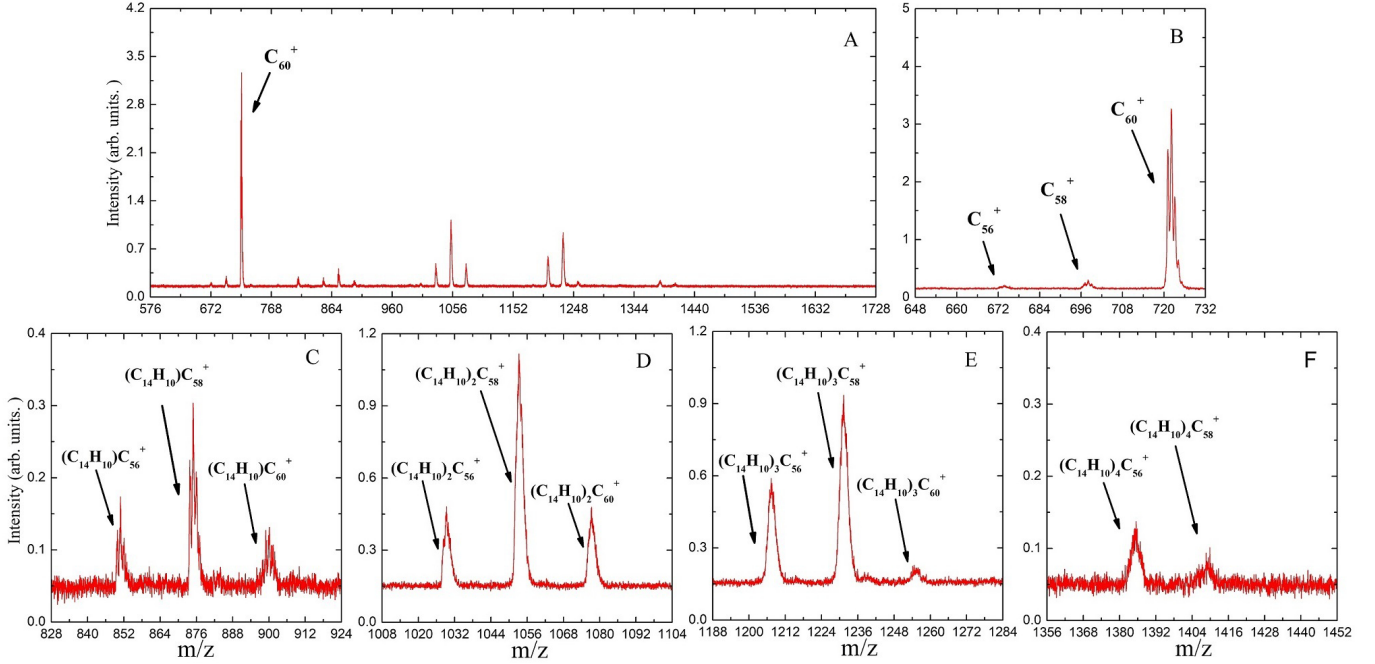 4.2
3.5
2.8
2.1
1.4
0.7
0.0
Intensity (arb. units. )
C60+
A
576 672 768 864 960 1056 1152 1248 1344 1440 1536 1632 1728
5
4
3
2
1
0
B
C60+
C58+
C56+
648 660 672 684 696 708 720 732
0.4
0.3
0.2
0.1
0.0
Intensity (arb. units. )
C
(C14H10)C58+
(C14H10)C56+
(C14H10)C60+
828 840 852 864 876 888 900 912 924
m/z
1.2
0.9
0.6
0.3
0.0
D
(C14H10)2C58+
(C14H10)2C56+
(C14H10)2C60+
1008 1020 1032 1044 1056 1068 1080 1092 1104
m/z
1.2
0.9
0.6
0.3
0.0
E
(C14H10)3C58+
(C14H10)3C56+
(C14H10)3C60+
1188 1200 1212 1224 1236 1248 1260 1272 1284
m/z
0.4
0.3
0.2
0.1
0.0
F
(C14H10)4C58+
(C14H10)4C56+
1356 1368 1380 1392 1404 1416 1428 1440 1452
m/z